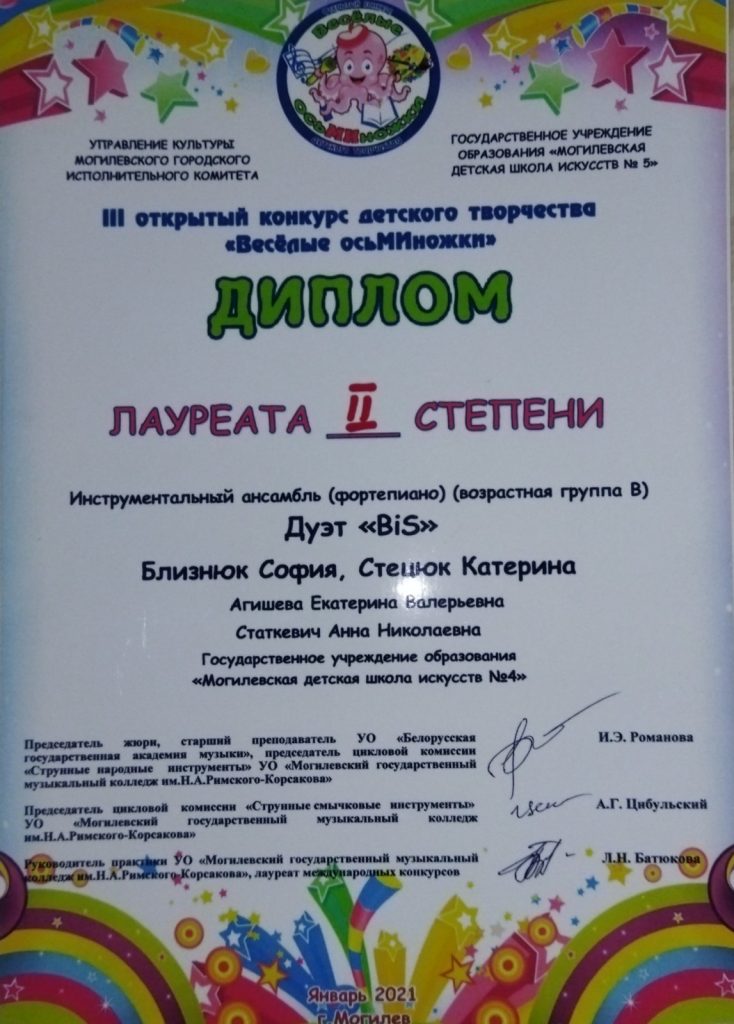 Весёлые
осьМИножки
УПРАВЛЕНИЕ КУЛЬТУРЫ
МОГИЛЕВСКОГО ГОРОДСКОГО
ИСПОЛНИТЕЛЬНОГО КОМИТЕТА
ГОСУДАРСТВЕННОЕ УЧРЕЖДЕНИЕ
ОБРАЗОВАНИЯ «МОГИЛЕВСКАЯ
ДЕТСКАЯ ШКОЛА ИСКУССТВ № 5»
III открытый конкурс детского творчества
«Весёлые осьМИножки»
ДИПЛОМ
ЛАУРЕАТА II СТЕПЕНИ
Инструментальный ансамбль (фортепиано) (возрастная группа В)
Дуэт «BiS»
Близнюк София, Стецюк Катерина
Агишева Екатерина Валерьевна
Статкевич Анна Николаевна
Государственное учреждение образования
«Могилевская детская школа искусств №4»
Председатель жюри, старший преподаватель УО «Белорусская
государственная академия музыки», председатель цикловой комиссии
«Струнные народные инструменты» УО «Могилевский государственный
музыкальный колледж им.Н.А.Римского-Корсакова»
И.Э. Романова
Председатель цикловой комиссии «Струнные смычковые инструменты»
УО «Могилевский государственный музыкальный колледж
им.Н.А.Римского-Корсакова»
А.Г. Цибульский
Руководитель практики УО «Могилевский государственный музыкальный
колледж им.Н.А.Римского-Корсакова», лауреат международных конкурсов
Л.Н. Батюкова
Январь 2021
г. Могилев